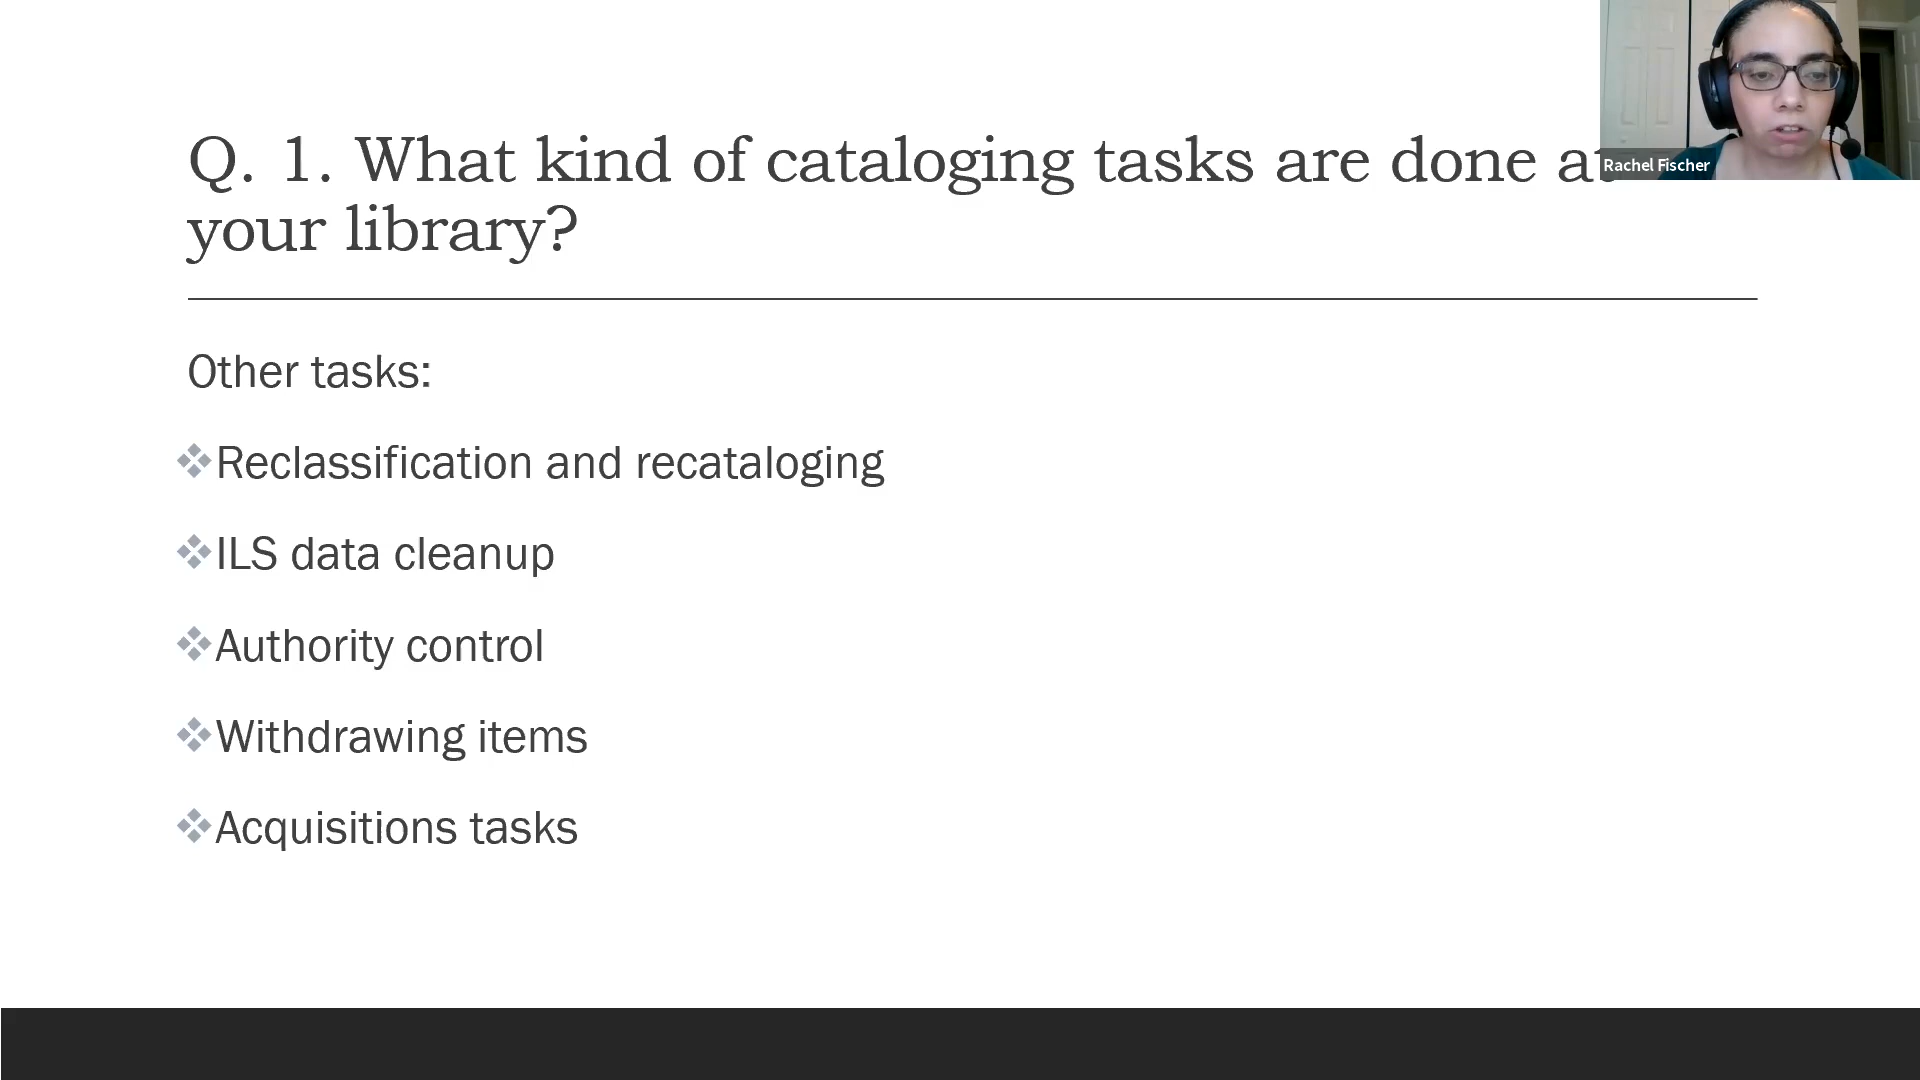 Q. 1. What kind of cataloging tasks are done at
your library?
Rachel Fischer
Other tasks:
Reclassification and recataloging
ILS data cleanup
Authority control
Withdrawing items
Acquisitions tasks